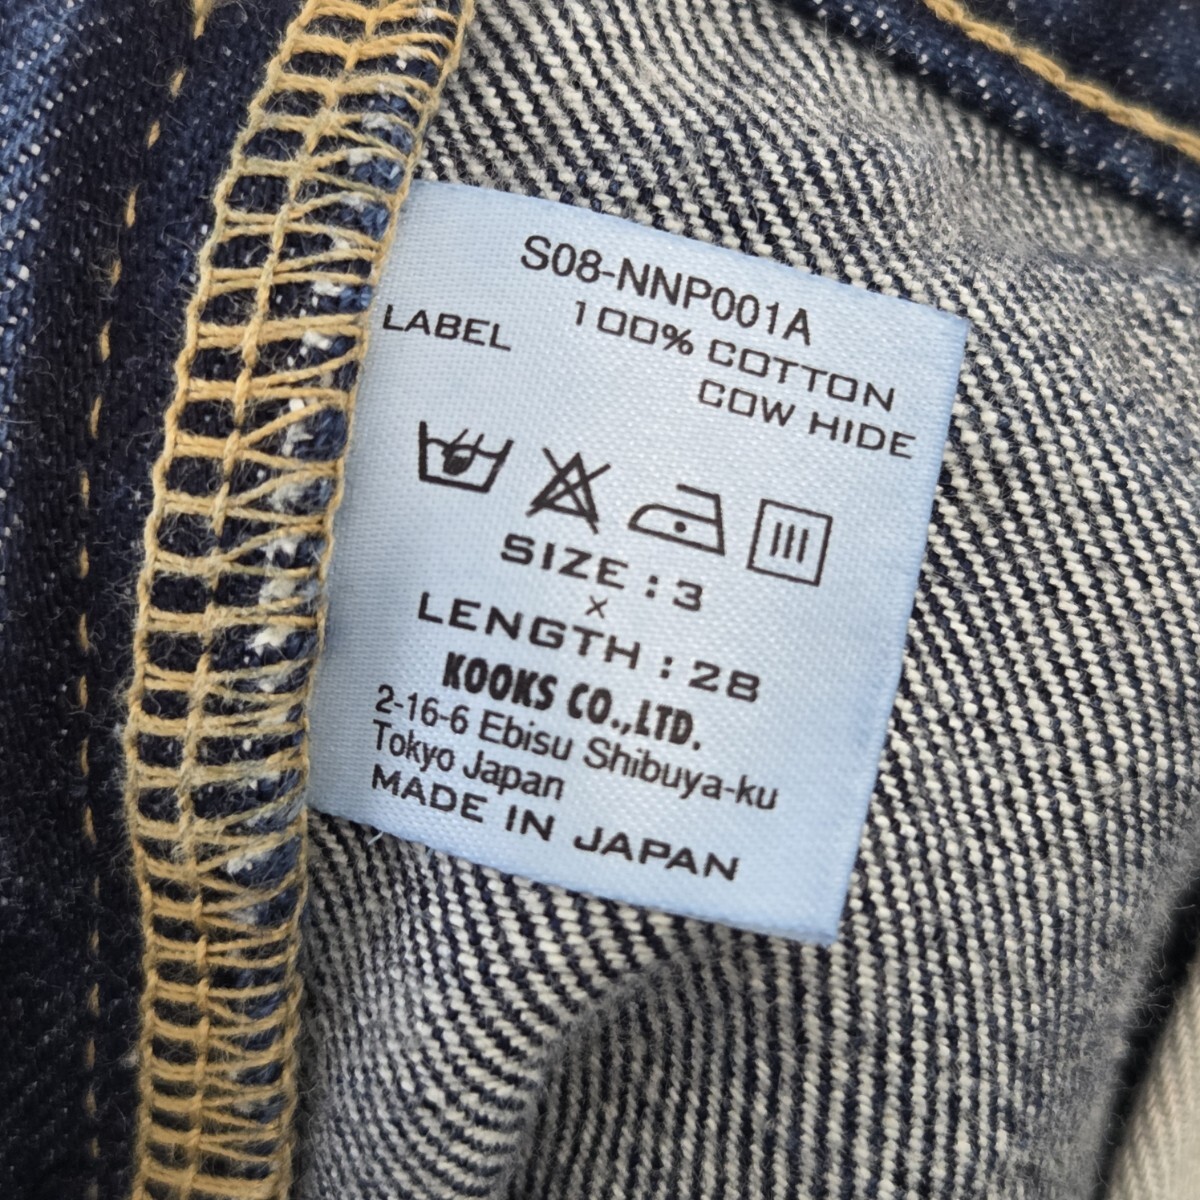 S08-NNP001A
100% COTTON
LABEL COW HIDE
SIZE : 3
×
LENGTH : 28
KOOKS CO.,LTD.
2-16-6 Ebisu Shibuya-ku
Tokyo Japan
MADE IN JAPAN